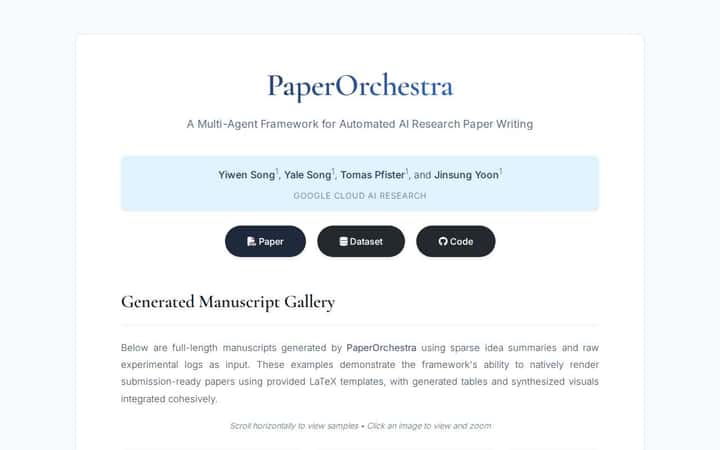 PaperOrchestra
A Multi-Agent Framework for Automated AI Research Paper Writing
Yiwen Song1, Yale Song1, Tomas Pfister1, and Jinsung Yoon1
GOOGLE CLOUD AI RESEARCH
Paper Dataset Code
Generated Manuscript Gallery
Below are full-length manuscripts generated by PaperOrchestra using sparse idea summaries and raw
experimental logs as input. These examples demonstrate the framework's ability to natively render
submission-ready papers using provided LaTeX templates, with generated tables and synthesized visuals
integrated cohesively.
Scroll horizontally to view samples • Click an image to view and zoom